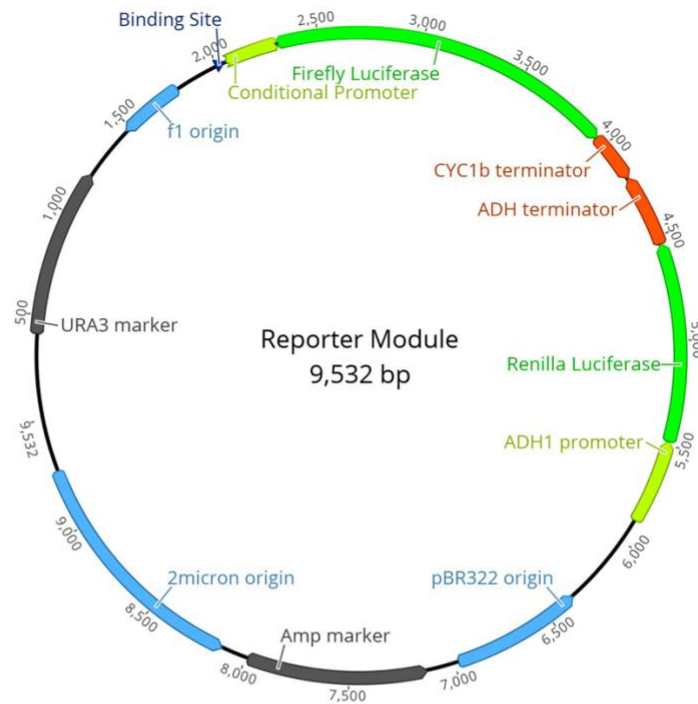 Binding Site
2,000
2,500
3,000
Firefly Luciferase
Conditional Promoter
3,500
1,500
f1 origin
4,000
CYC1b terminator
ADH terminator
4,500
1,000
500
URA3 marker
Reporter Module
9,532 bp
Renilla Luciferase
9,532
ADH1 promoter
5,500
9,000
6,000
2micron origin
pBR322 origin
8,500
6,500
Amp marker
8,000
7,000
7,500